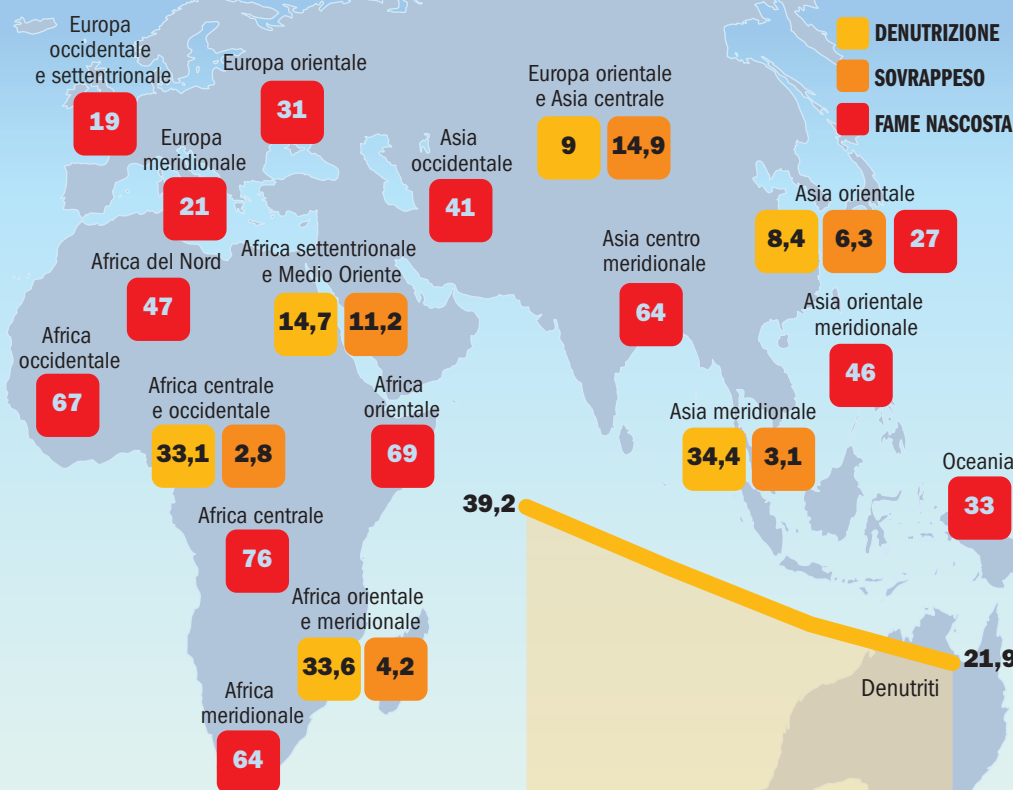 DENUTRIZIONE
SOVRAPPESO
FAME NASCOSTA
Europa
occidentale
e settentrionale
19
Europa orientale
31
Europa
meridionale
21
Asia
occidentale
41
Europa orientale
e Asia centrale
9 14,9
Asia orientale
8,4 6,3 27
Africa del Nord
47
Africa settentrionale
e Medio Oriente
14,7 11,2
Asia centro
meridionale
64
Asia orientale
meridionale
46
Africa
occidentale
67
Africa centrale
e occidentale
33,1 2,8
Africa
orientale
69
Asia meridionale
34,4 3,1
Oceania
33
Africa centrale
76
Africa orientale
e meridionale
33,6 4,2
Africa
meridionale
64
39,2
21,9
Denutriti